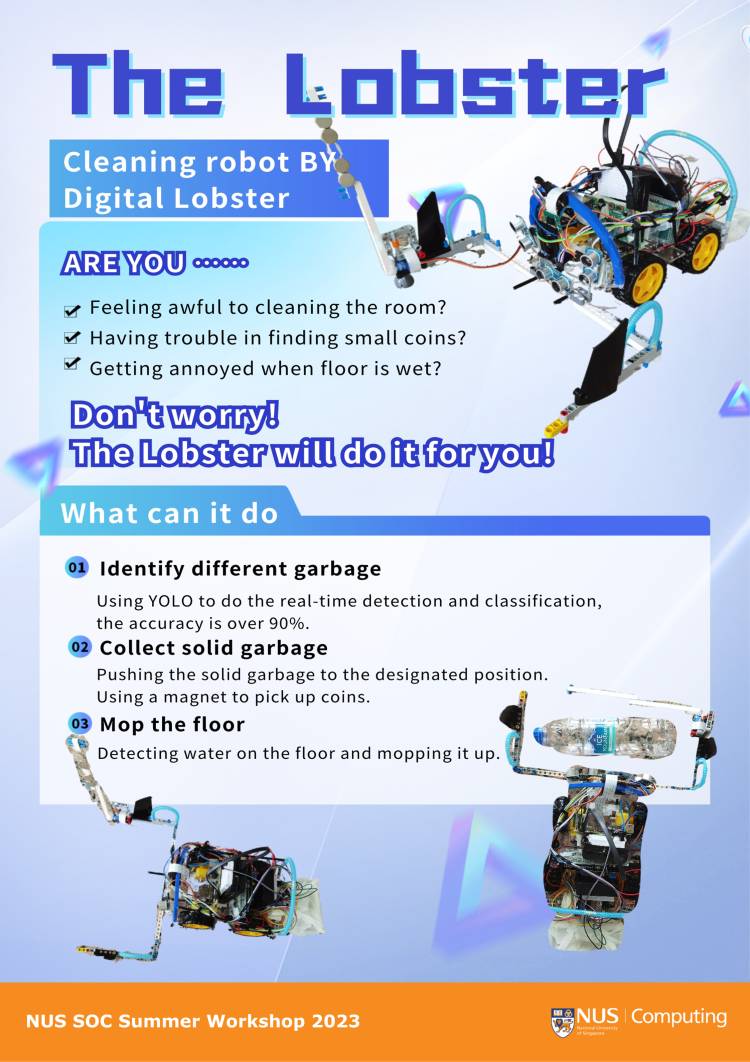 The Lobster
Cleaning robot BY
Digital Lobster
ARE YOU ······
Feeling awful to cleaning the room?
Having trouble in finding small coins?
Getting annoyed when floor is wet?
Don't worry!
The Lobster will do it for you!
What can it do
01 Identify different garbage
Using YOLO to do the real-time detection and classification,
the accuracy is over 90%.
02 Collect solid garbage
Pushing the solid garbage to the designated position.
Using a magnet to pick up coins.
03 Mop the floor
Detecting water on the floor and mopping it up.
ICE
NUS SOC Summer Workshop 2023
NUS Computing
National University
of Singapore